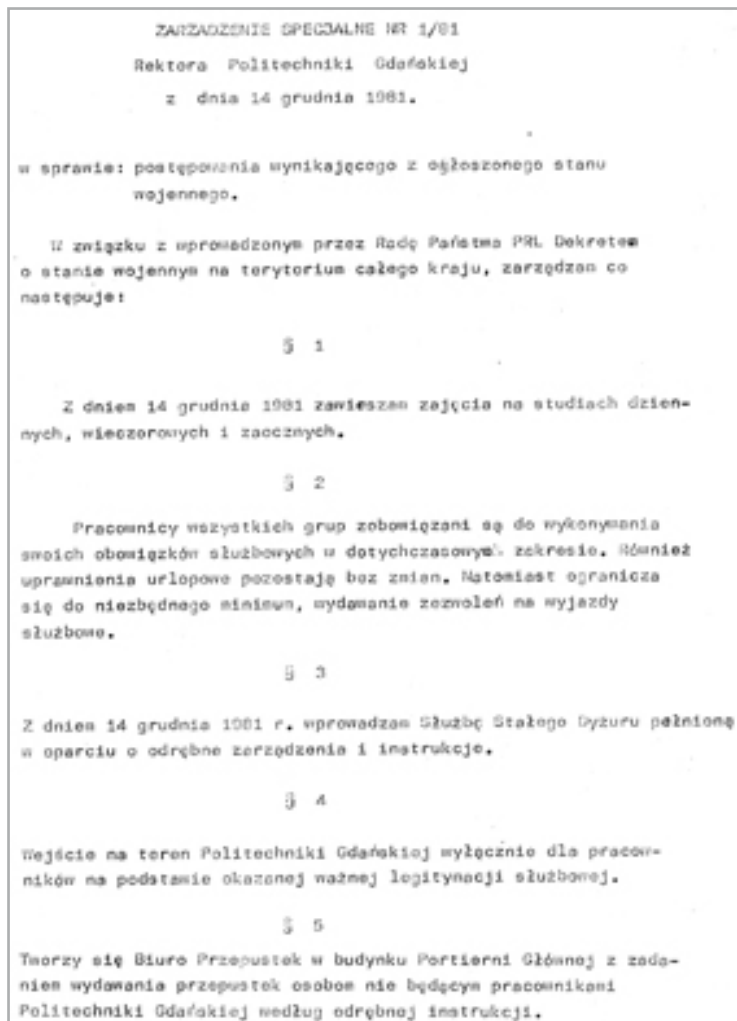 ZARZĄDZENIE SPECJALNE NR 1/81
Rektora Politechniki Gdańskiej
z dnia 14 grudnia 1981.
w sprawie: postępowania wynikającego z ogłoszonego stanu
wojennego.
W związku z wprowadzonym przez Radę Państwa PRL Dekretem
o stanie wojennym na terytorium całego kraju, zarządzam co
następuje:
§ 1
Z dniem 14 grudnia 1981 zawieszam zajęcia na studiach dzien-
nych, wieczorowych i zaocznych.
§ 2
Pracownicy wszystkich grup zobowiązani są do wykonywania
swoich obowiązków służbowych w dotychczasowym zakresie. Również
uprawnienia urlopowe pozostają bez zmian. Natomiast ogranicza
się do niezbędnego minimum, wydawanie zezwoleń na wyjazdy
służbowe.
§ 3
Z dniem 14 grudnia 1981 r. wprowadzam Służbę Stałego Dyżuru pełnioną
w oparciu o odrębne zarządzenia i instrukcje.
§ 4
Wejście na teren Politechniki Gdańskiej wyłącznie dla pracow-
ników na podstawie okazanej ważnej legitymacji służbowej.
§ 5
Tworzy się Biuro Przepustek w budynku Portierni Głównej z zada-
niem wydawania przepustek osobom nie będącym pracownikami
Politechniki Gdańskiej według odrębnej instrukcji.